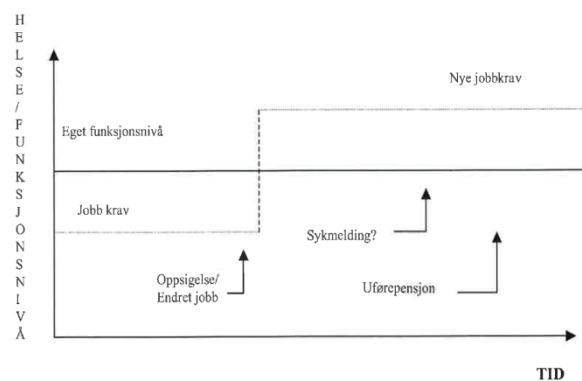 HELSE/FUNKSJONSNIVÅ
Nye jobbkrav
Eget funksjonsnivå
Jobb krav
Sykmelding?
Oppsigelse/
Endret jobb
Uførepensjon
TID